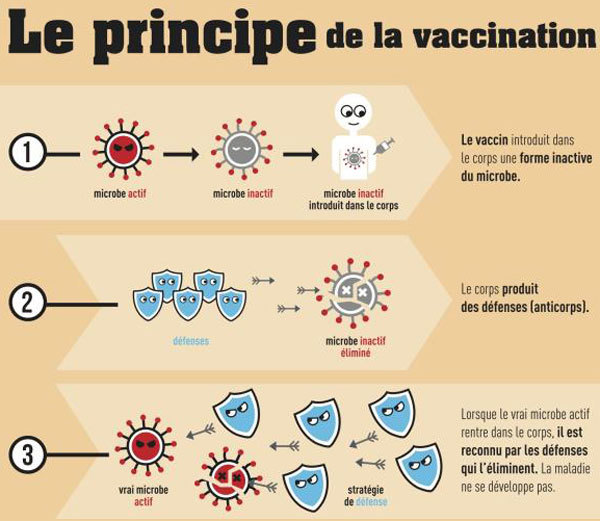 Le principe de la vaccination
1
microbe actif
microbe inactif
microbe inactif
introduit dans le corps
Le vaccin introduit dans
le corps une forme inactive
du microbe.
2
défenses
microbe inactif
éliminé
Le corps produit
des défenses (anticorps).
3
vrai microbe
actif
stratégie
de défense
Lorsque le vrai microbe actif
rentre dans le corps, il est
reconnu par les défenses
qui l'éliminent. La maladie
ne se développe pas.